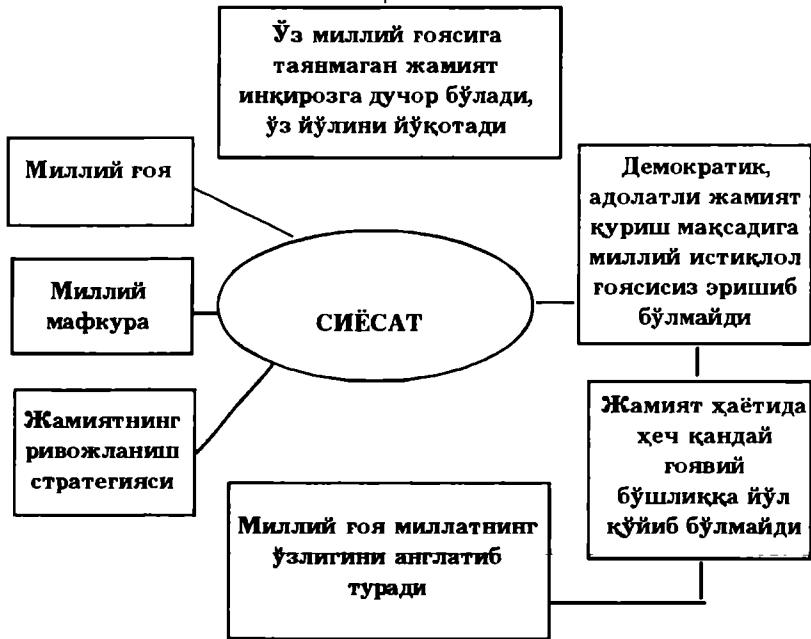 Ўз миллий ғоясига
таянмаган жамият
инқирозга дучор бўлади,
ўз йўлини йўқотади
Миллий ғоя
Миллий
мафкура
Жамиятнинг
ривожланиш
стратегияси
СИЁСАТ
Демократик,
адолатли жамият
қуриш мақсадига
миллий истиқлол
ғоясисиз эришиб
бўлмайди
Жамият ҳаётида
ҳеч қандай
ғоявий
бўшлиққа йўл
қўйиб бўлмайди
Миллий ғоя миллатнинг
ўзлигини англатиб
туради